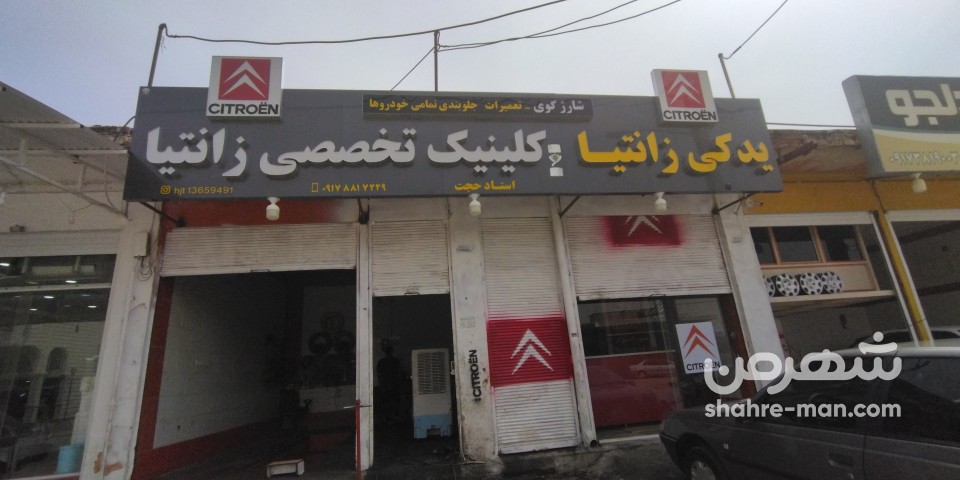 CITROËN
شارژ گوی - تعمیرات جلوبندی تمامی خودروها
CITROËN
یدکی زانتیا و کلینیک تخصصی زانتیا
استاد حجت
۰۹۱۷ ۸۸۱ ۷۲۲۹
hjt 13659491
CITROËN
CITROËN
شهرمن
shahre-man.com